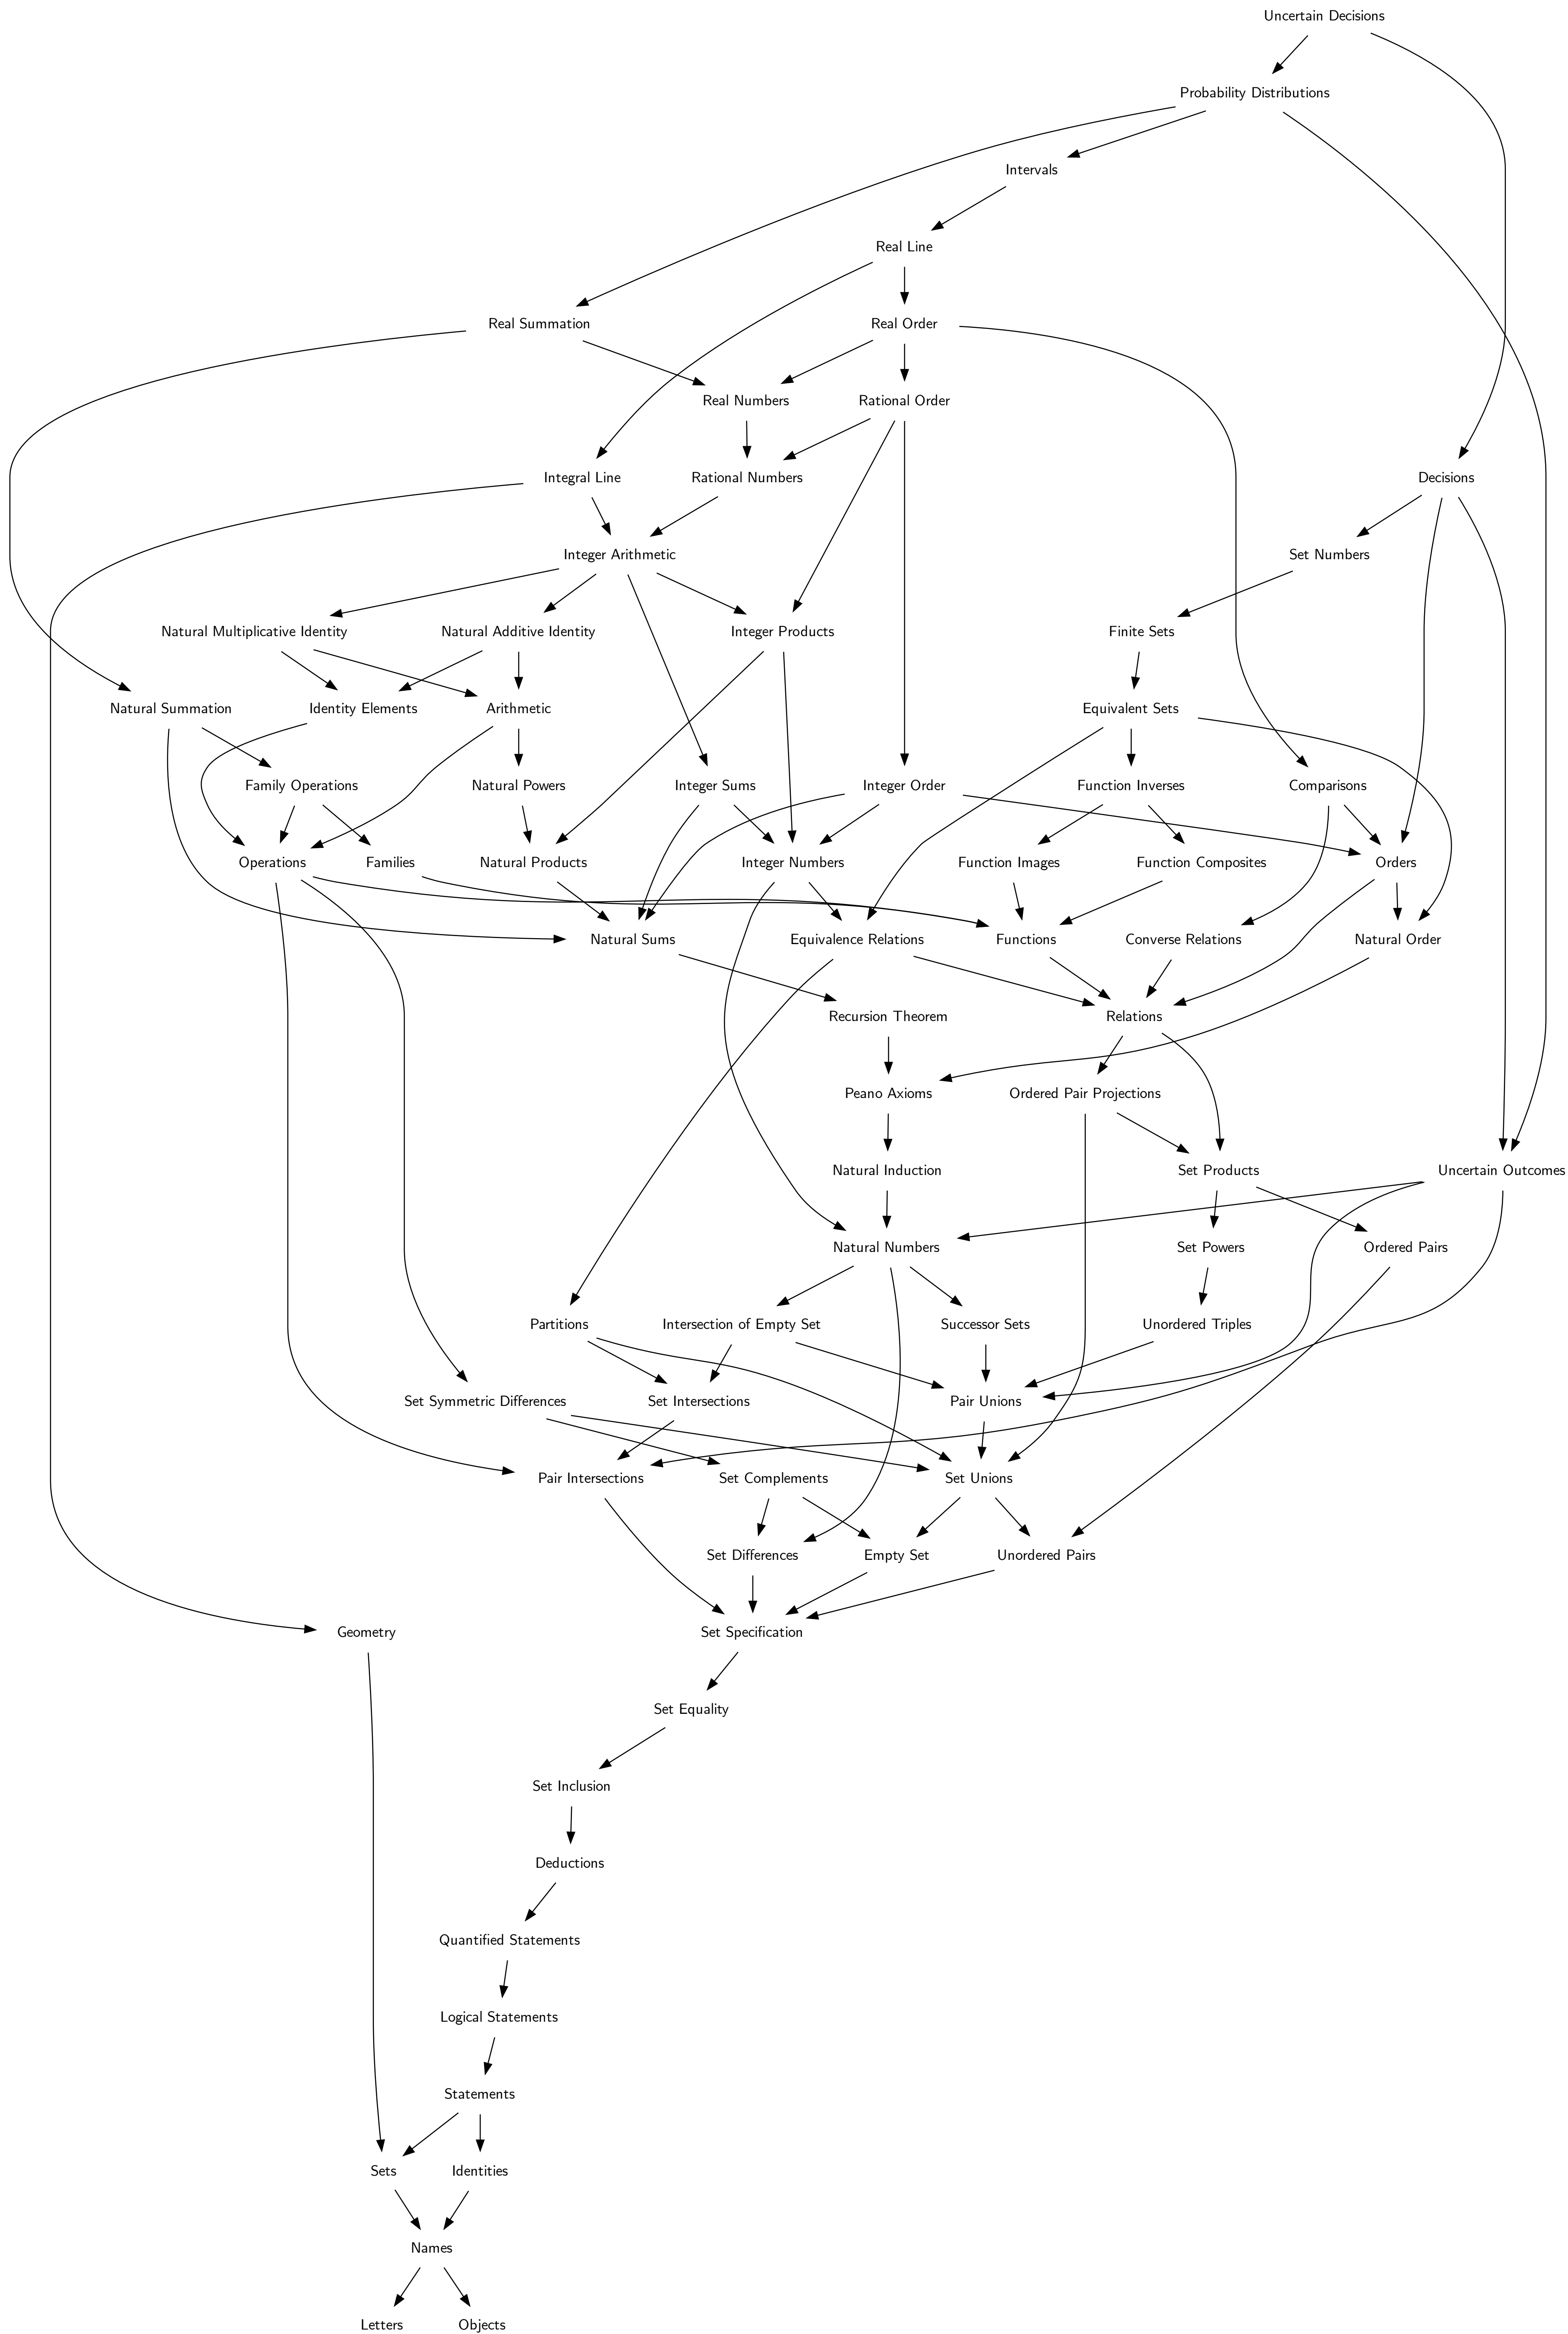 Uncertain Decisions
Probability Distributions
Intervals
Real Line
Real Summation
Real Order
Real Numbers
Rational Order
Integral Line
Rational Numbers
Decisions
Integer Arithmetic
Set Numbers
Natural Multiplicative Identity
Natural Additive Identity
Integer Products
Finite Sets
Natural Summation
Identity Elements
Arithmetic
Equivalent Sets
Family Operations
Natural Powers
Integer Sums
Integer Order
Function Inverses
Comparisons
Operations
Families
Natural Products
Integer Numbers
Function Images
Function Composites
Orders
Natural Sums
Equivalence Relations
Functions
Converse Relations
Natural Order
Recursion Theorem
Relations
Peano Axioms
Ordered Pair Projections
Natural Induction
Set Products
Uncertain Outcomes
Natural Numbers
Set Powers
Ordered Pairs
Partitions
Intersection of Empty Set
Successor Sets
Unordered Triples
Set Symmetric Differences
Set Intersections
Pair Unions
Pair Intersections
Set Complements
Set Unions
Set Differences
Empty Set
Unordered Pairs
Geometry
Set Specification
Set Equality
Set Inclusion
Deductions
Quantified Statements
Logical Statements
Statements
Sets
Identities
Names
Letters
Objects